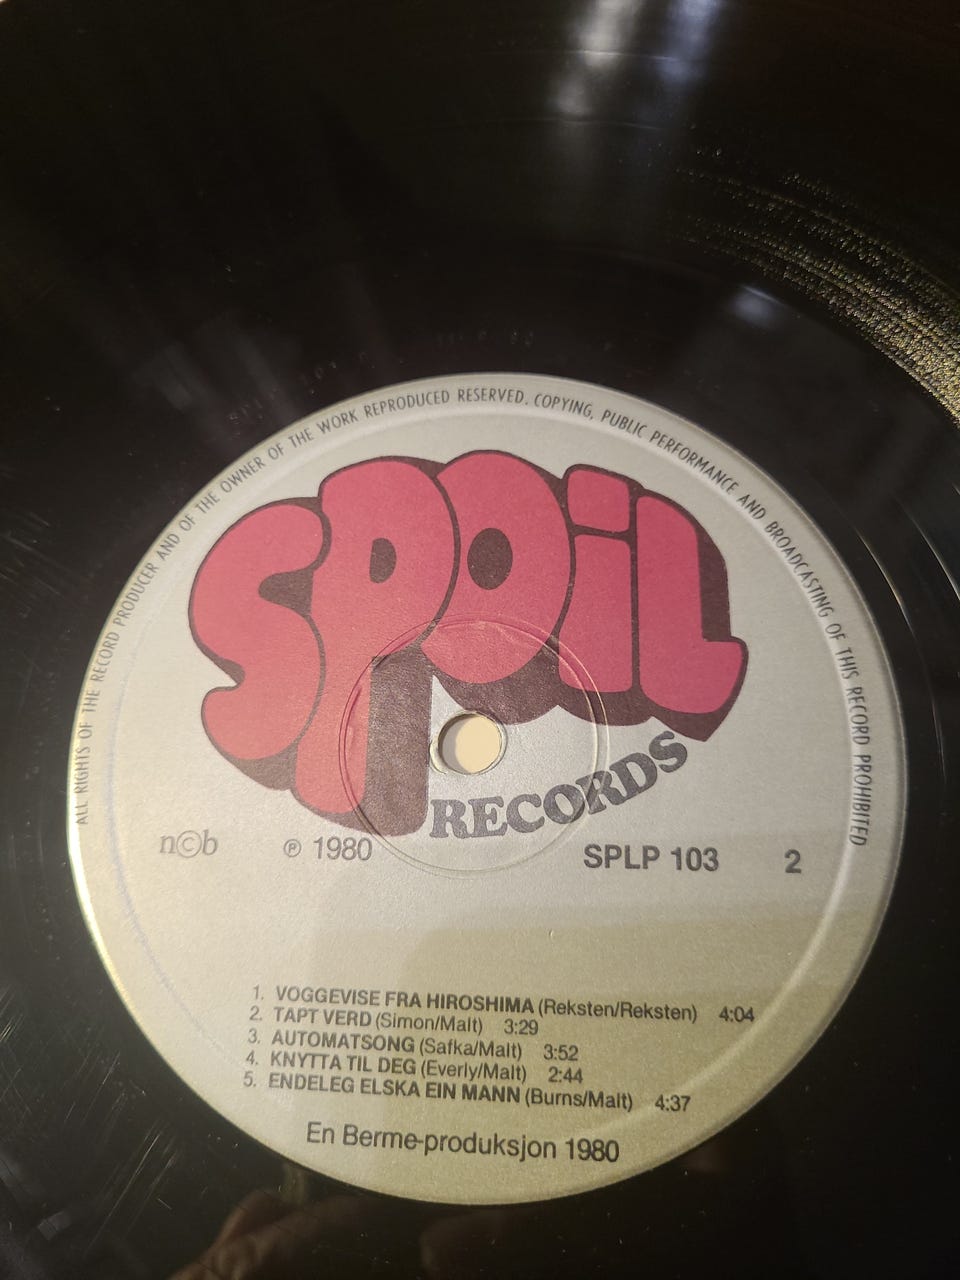 ALL RIGHTS OF THE RECORD PRODUCER AND OF THE OWNER OF THE WORK REPRODUCED RESERVED. COPYING, PUBLIC PERFORMANCE AND BROADCASTING OF THIS RECORD PROHIBITED
SPOiL
RECORDS
n©b ℗ 1980 SPLP 103 2
1. VOGGEVISE FRA HIROSHIMA (Reksten/Reksten) 4:04
2. TAPT VERD (Simon/Malt) 3:29
3. AUTOMATSONG (Safka/Malt) 3:52
4. KNYTTA TIL DEG (Everly/Malt) 2:44
5. ENDELEG ELSKA EIN MANN (Burns/Malt) 4:37
En Berme-produksjon 1980